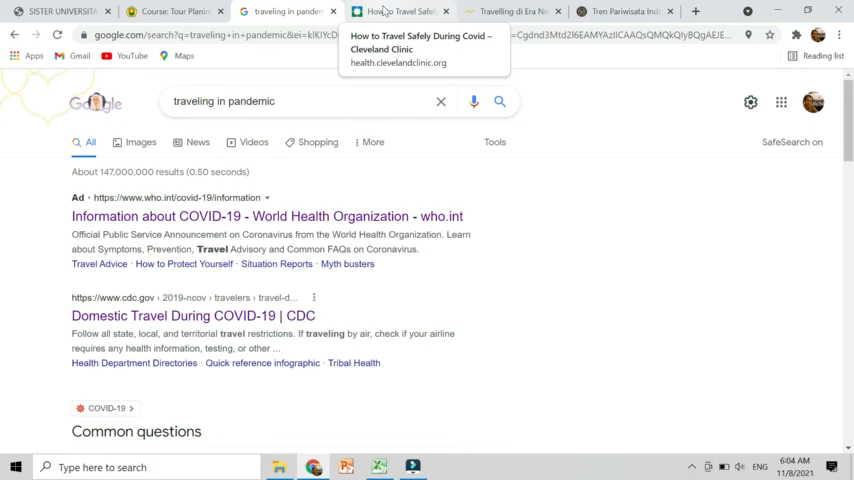 SISTER UNIVERSITA
Course: Tour Plannin
traveling in pandem
How to Travel Safel
Travelling di Era Ne
Tren Pariwisata Ind
google.com/search?q=traveling+in+pandemic&ei=
How to Travel Safely During Covid –
Cleveland Clinic
health.clevelandclinic.org
Apps
Gmail
YouTube
Maps
Reading list
Google
traveling in pandemic
All
Images
News
Videos
Shopping
More
Tools
SafeSearch on
About 147,000,000 results (0.50 seconds)
Ad · https://www.who.int/covid-19/information
Information about COVID-19 - World Health Organization - who.int
Official Public Service Announcement on Coronavirus from the World Health Organization. Learn
about Symptoms, Prevention, Travel Advisory and Common FAQs on Coronavirus.
Travel Advice · How to Protect Yourself · Situation Reports · Myth busters
https://www.cdc.gov › 2019-ncov › travelers › travel-d...
Domestic Travel During COVID-19 | CDC
Follow all state, local, and territorial travel restrictions. If traveling by air, check if your airline
requires any health information, testing, or other ...
Health Department Directories · Quick reference infographic · Tribal Health
COVID-19
Common questions
Type here to search
ENG
6:04 AM
11/8/2021